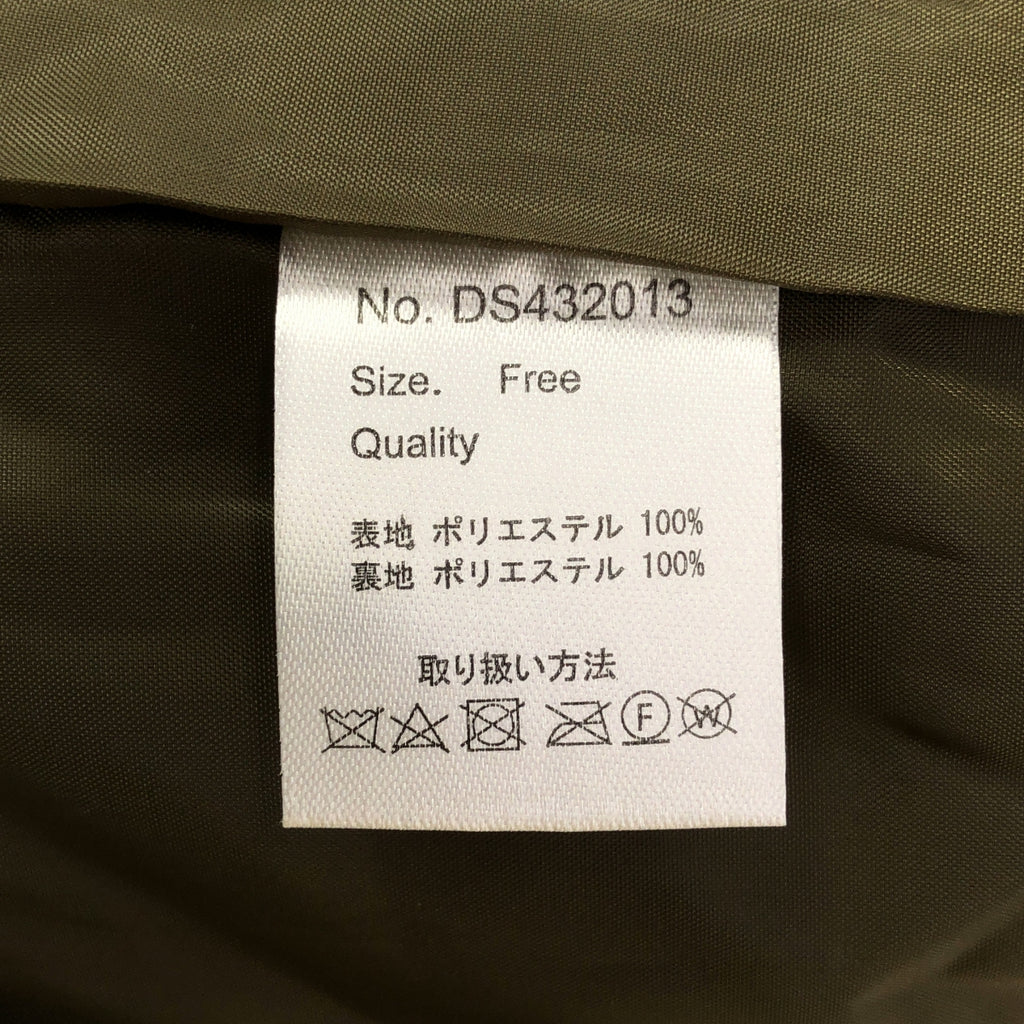 No. DS432013
Size. Free
Quality
表地 ポリエステル 100%
裏地 ポリエステル 100%
取り扱い方法
F W